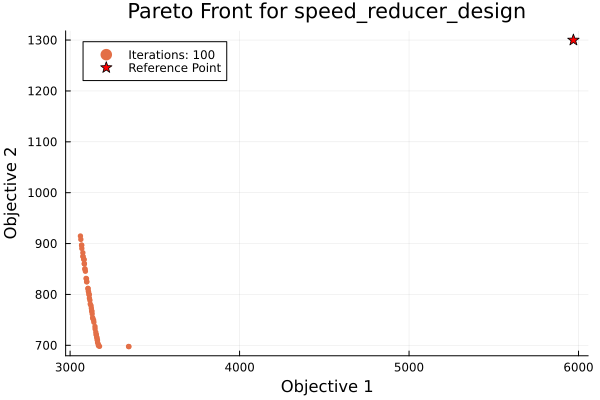 Pareto Front for speed_reducer_design
Iterations: 100
Reference Point
Objective 2
1300
1200
1100
1000
900
800
700
3000
4000
5000
6000
Objective 1